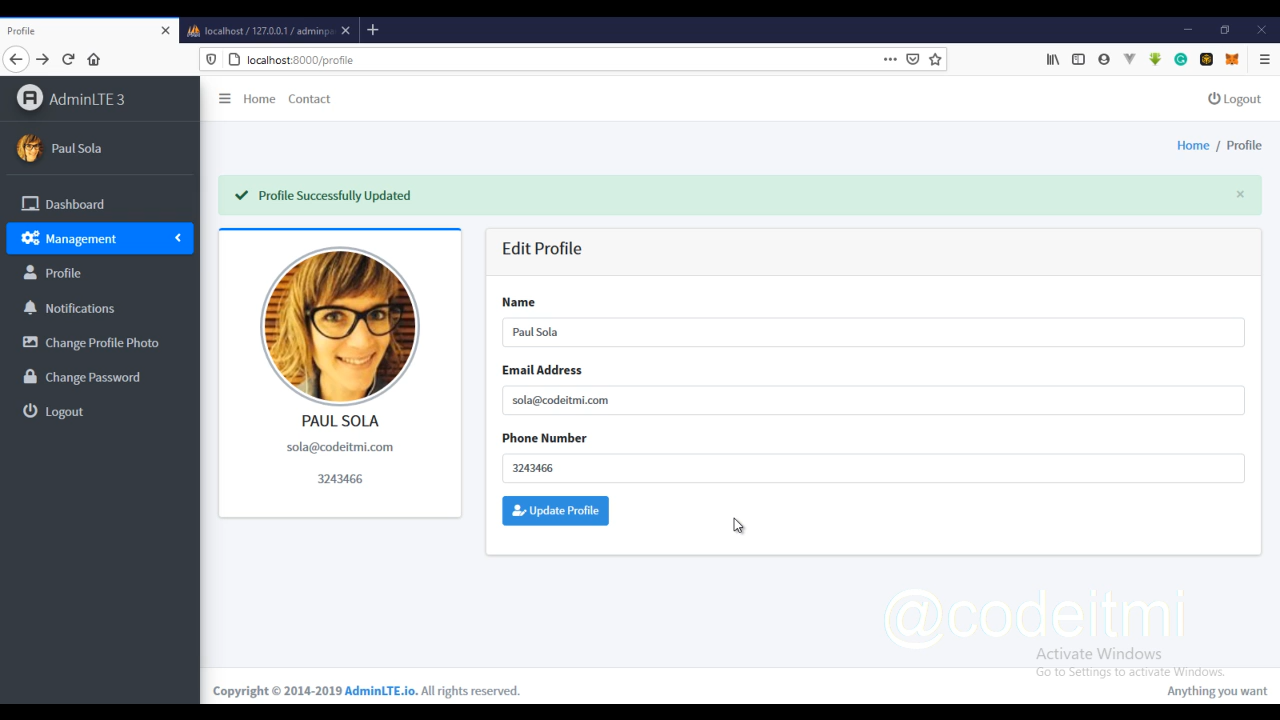 Profile
localhost / 127.0.0.1 / adminpa
localhost:8000/profile
AdminLTE 3
Home Contact
Logout
Paul Sola
Home / Profile
Dashboard
Management
Profile
Notifications
Change Profile Photo
Change Password
Logout
Profile Successfully Updated
PAUL SOLA
sola@codeitmi.com
3243466
Edit Profile
Name
Paul Sola
Email Address
sola@codeitmi.com
Phone Number
3243466
Update Profile
@codeitmi
Activate Windows
Go to Settings to activate Windows.
Copyright © 2014-2019 AdminLTE.io. All rights reserved.
Anything you want